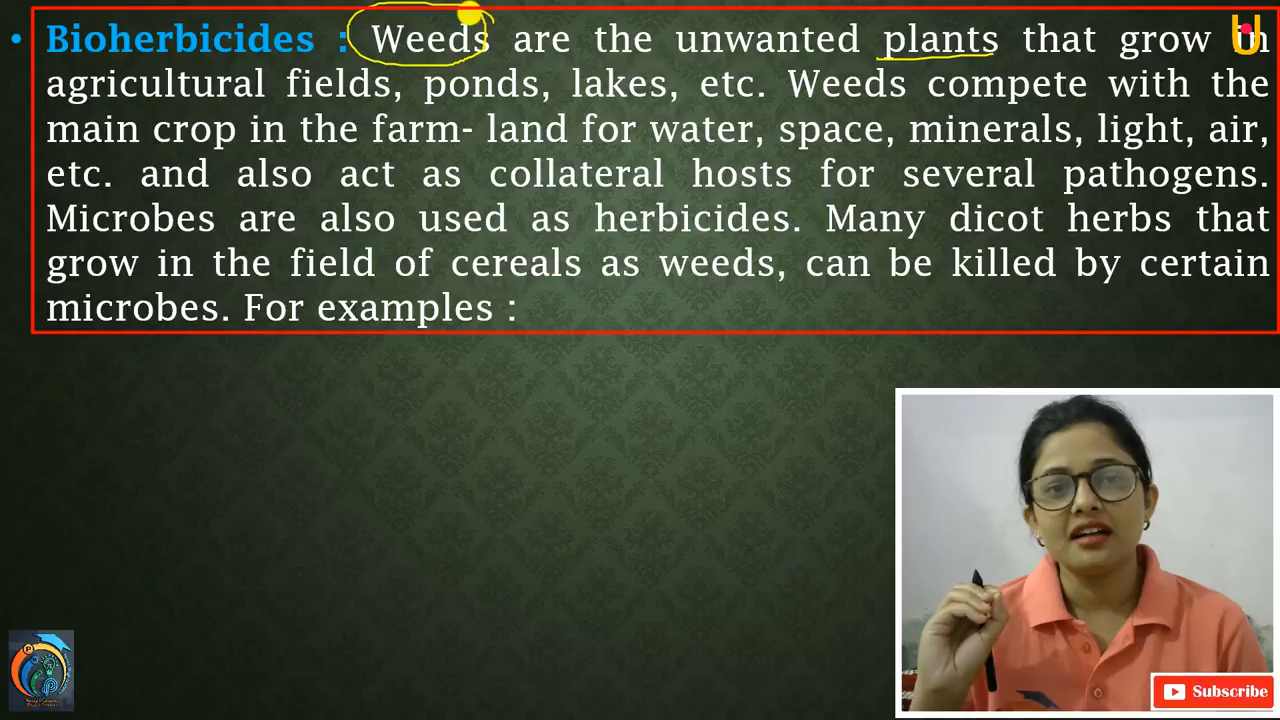 • Bioherbicides : Weeds are the unwanted plants that grow in
agricultural fields, ponds, lakes, etc. Weeds compete with the
main crop in the farm- land for water, space, minerals, light, air,
etc. and also act as collateral hosts for several pathogens.
Microbes are also used as herbicides. Many dicot herbs that
grow in the field of cereals as weeds, can be killed by certain
microbes. For examples :
Subscribe